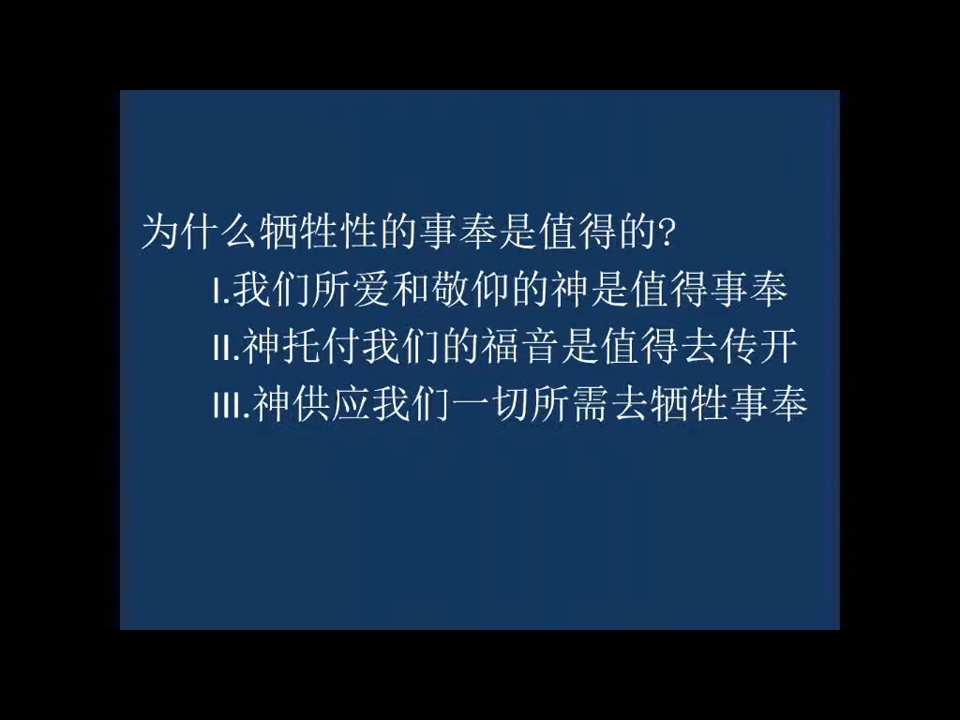 为什么牺牲性的事奉是值得的?
I.我们所爱和敬仰的神是值得事奉
II.神托付我们的福音是值得去传开
III.神供应我们一切所需去牺牲事奉